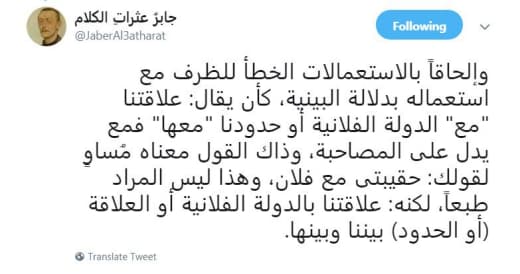 جابرٌ عثراتِ الكلام
@JaberAl3atharat
Following
وإلحاقاً بالاستعمالات الخطأ للظرف مع
استعماله بدلالة البينية، كأن يقال: علاقتنا
"مع" الدولة الفلانية أو حدودنا "معها" فمع
يدل على المصاحبة، وذاك القول معناه مُساوٍ
لقولك: حقيبتى مع فلان، وهذا ليس المراد
طبعاً، لكنه: علاقتنا بالدولة الفلانية أو العلاقة
(أو الحدود) بيننا وبينها.
Translate Tweet